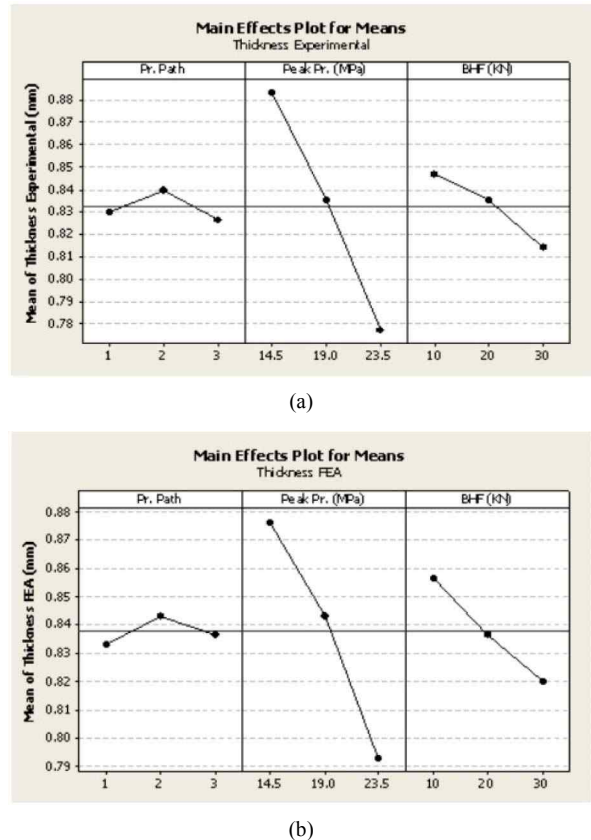 Main Effects Plot for Means
Thickness Experimental
Pr. Path Peak Pr. (MPa) BHF (KN)
Mean of Thickness Experimental (mm)
0.88
0.87
0.86
0.85
0.84
0.83
0.82
0.81
0.80
0.79
0.78
1 2 3 14.5 19.0 23.5 10 20 30
(a)
Main Effects Plot for Means
Thickness FEA
Pr. Path Peak Pr. (MPa) BHF (KN)
Mean of Thickness FEA (mm)
0.88
0.87
0.86
0.85
0.84
0.83
0.82
0.81
0.80
0.79
1 2 3 14.5 19.0 23.5 10 20 30
(b)